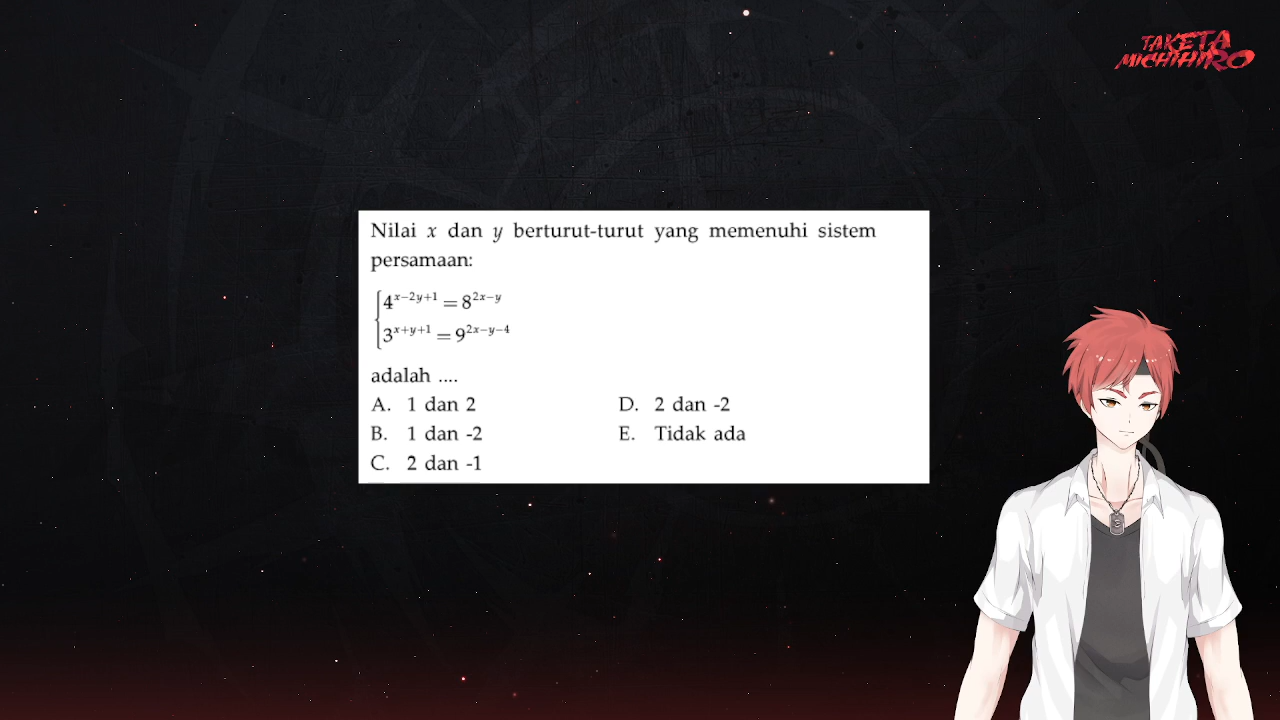 TAKETA
MICHIHIRO
Nilai x dan y berturut-turut yang memenuhi sistem
persamaan:
4^{x−2y+1} = 8^{2x−y}
3^{x+y+1} = 9^{2x−y−4}
adalah ....
A. 1 dan 2
B. 1 dan -2
C. 2 dan -1
D. 2 dan -2
E. Tidak ada